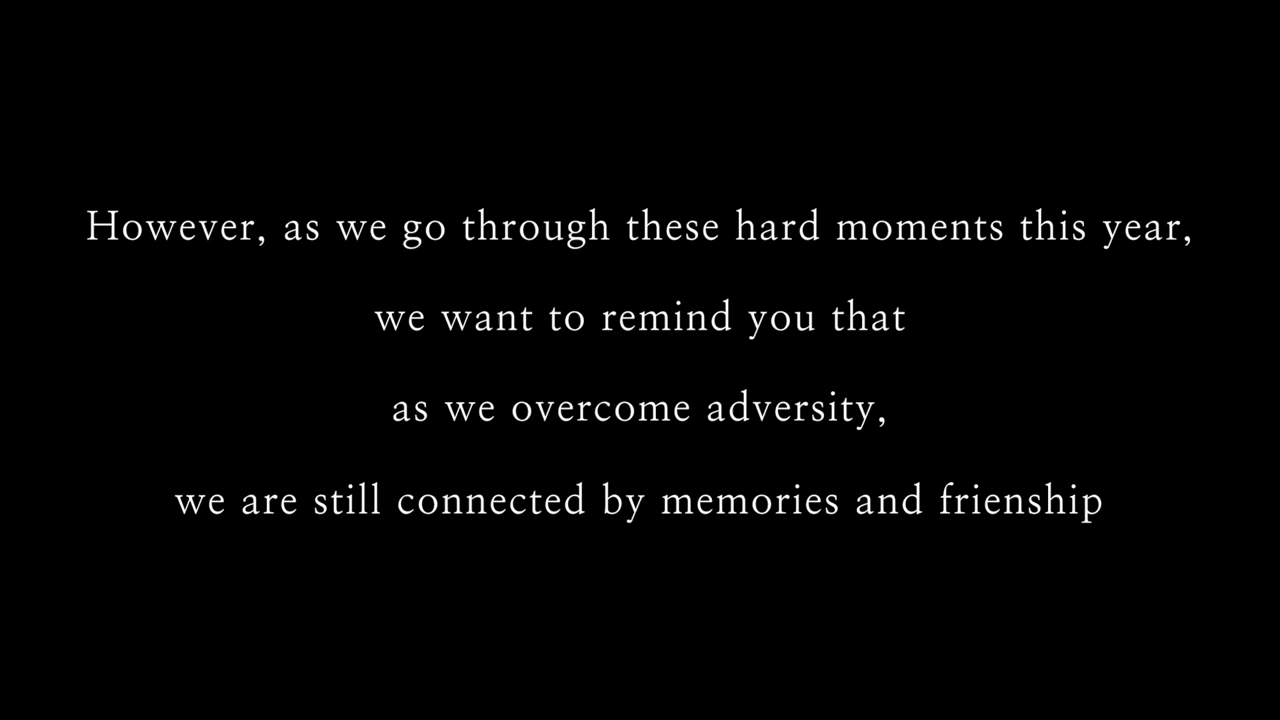 However, as we go through these hard moments this year,
we want to remind you that
as we overcome adversity,
we are still connected by memories and frienship